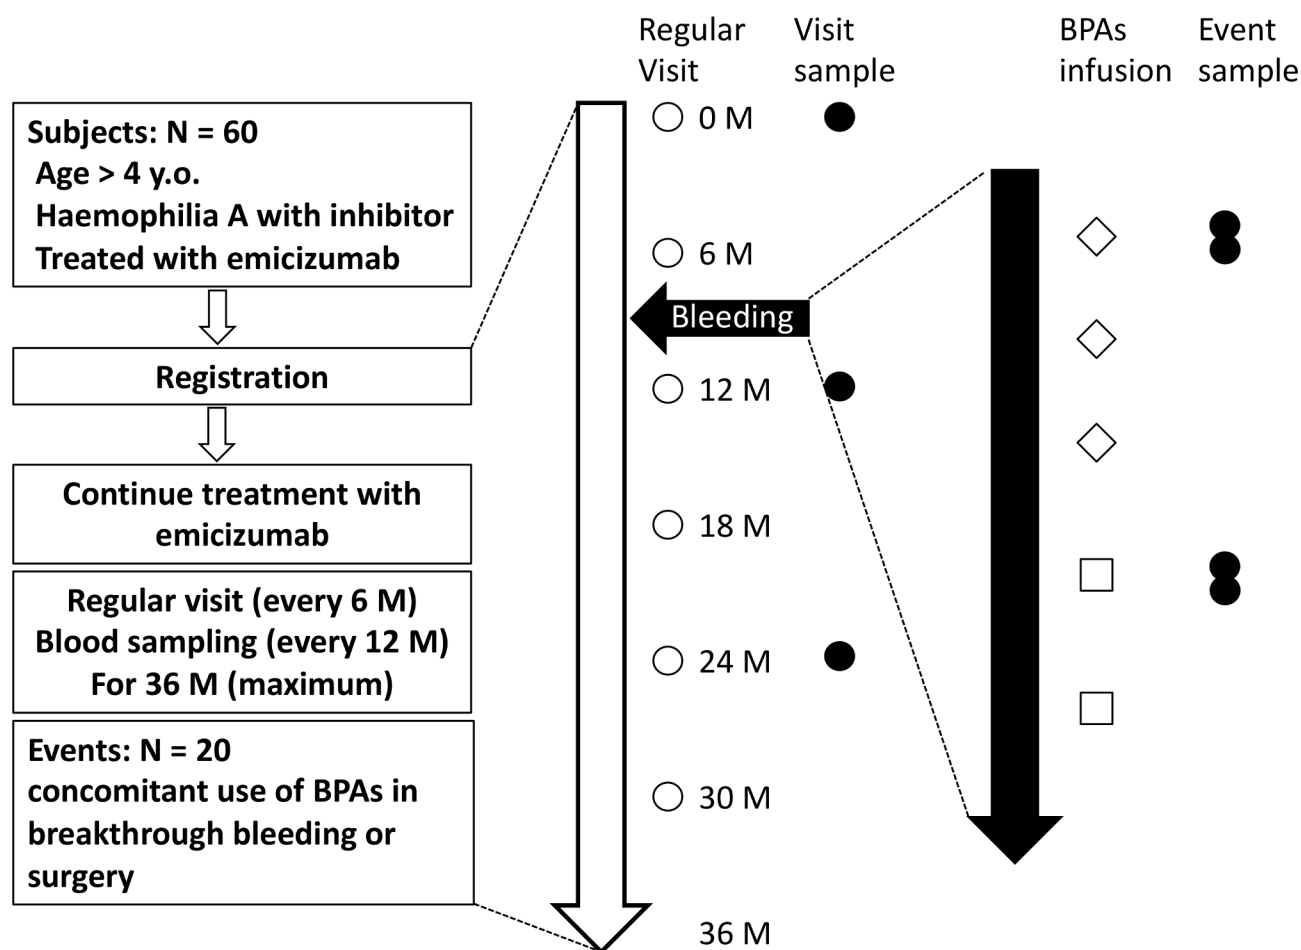 Subjects: N = 60
Age > 4 y.o.
Haemophilia A with inhibitor
Treated with emicizumab
Registration
Continue treatment with
emicizumab
Regular visit (every 6 M)
Blood sampling (every 12 M)
For 36 M (maximum)
Events: N = 20
concomitant use of BPAs in
breakthrough bleeding or
surgery
Regular
Visit
Visit
sample
0 M
6 M
Bleeding
12 M
18 M
24 M
30 M
36 M
BPAs
infusion
Event
sample